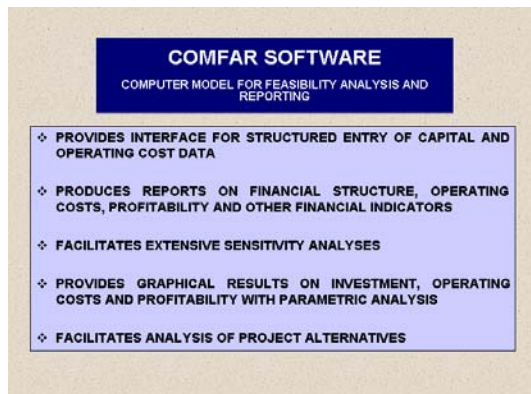 COMFAR SOFTWARE
COMPUTER MODEL FOR FEASIBILITY ANALYSIS AND
REPORTING
❖ PROVIDES INTERFACE FOR STRUCTURED ENTRY OF CAPITAL AND
OPERATING COST DATA
❖ PRODUCES REPORTS ON FINANCIAL STRUCTURE, OPERATING
COSTS, PROFITABILITY AND OTHER FINANCIAL INDICATORS
❖ FACILITATES EXTENSIVE SENSITIVITY ANALYSES
❖ PROVIDES GRAPHICAL RESULTS ON INVESTMENT, OPERATING
COSTS AND PROFITABILITY WITH PARAMETRIC ANALYSIS
❖ FACILITATES ANALYSIS OF PROJECT ALTERNATIVES